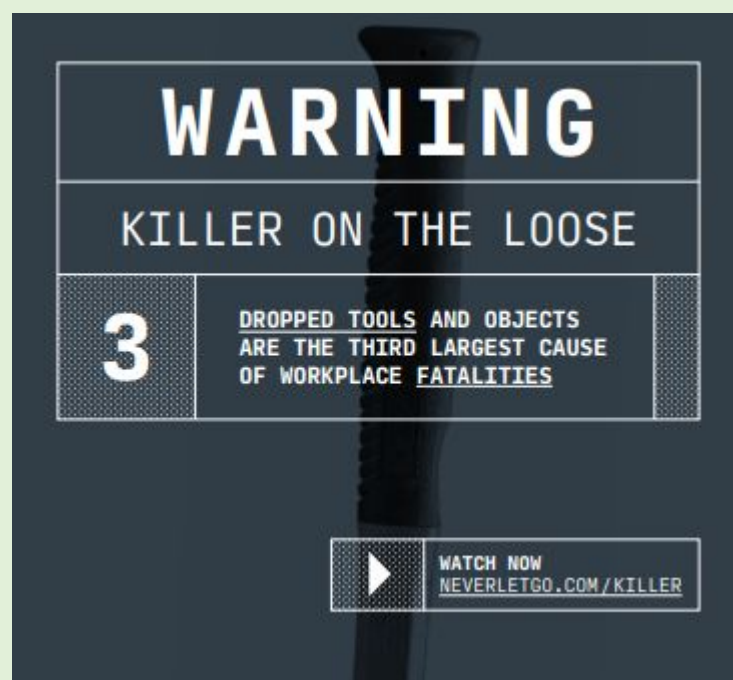 WARNING
KILLER ON THE LOOSE
3
DROPPED TOOLS AND OBJECTS
ARE THE THIRD LARGEST CAUSE
OF WORKPLACE FATALITIES
WATCH NOW
NEVERLETGO.COM/KILLER